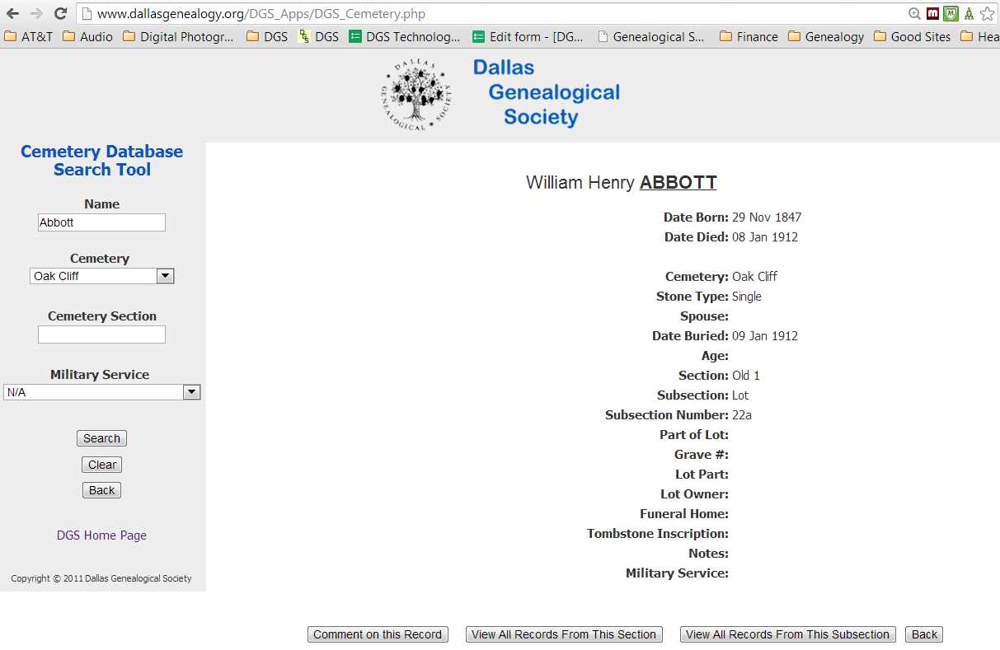 www.dallasgenealogy.org/DGS_Apps/DGS_Cemetery.php
AT&T Audio Digital Photogr... DGS DGS DGS Technolog... Edit form - [DG... Genealogical S... Finance Genealogy Good Sites Hea
DALLAS GENEALOGICAL SOCIETY
Dallas
Genealogical
Society
Cemetery Database
Search Tool
Name
Abbott
Cemetery
Oak Cliff
Cemetery Section
Military Service
N/A
Search
Clear
Back
DGS Home Page
Copyright © 2011 Dallas Genealogical Society
William Henry ABBOTT
Date Born: 29 Nov 1847
Date Died: 08 Jan 1912
Cemetery: Oak Cliff
Stone Type: Single
Spouse:
Date Buried: 09 Jan 1912
Age:
Section: Old 1
Subsection: Lot
Subsection Number: 22a
Part of Lot:
Grave #:
Lot Part:
Lot Owner:
Funeral Home:
Tombstone Inscription:
Notes:
Military Service:
Comment on this Record View All Records From This Section View All Records From This Subsection Back